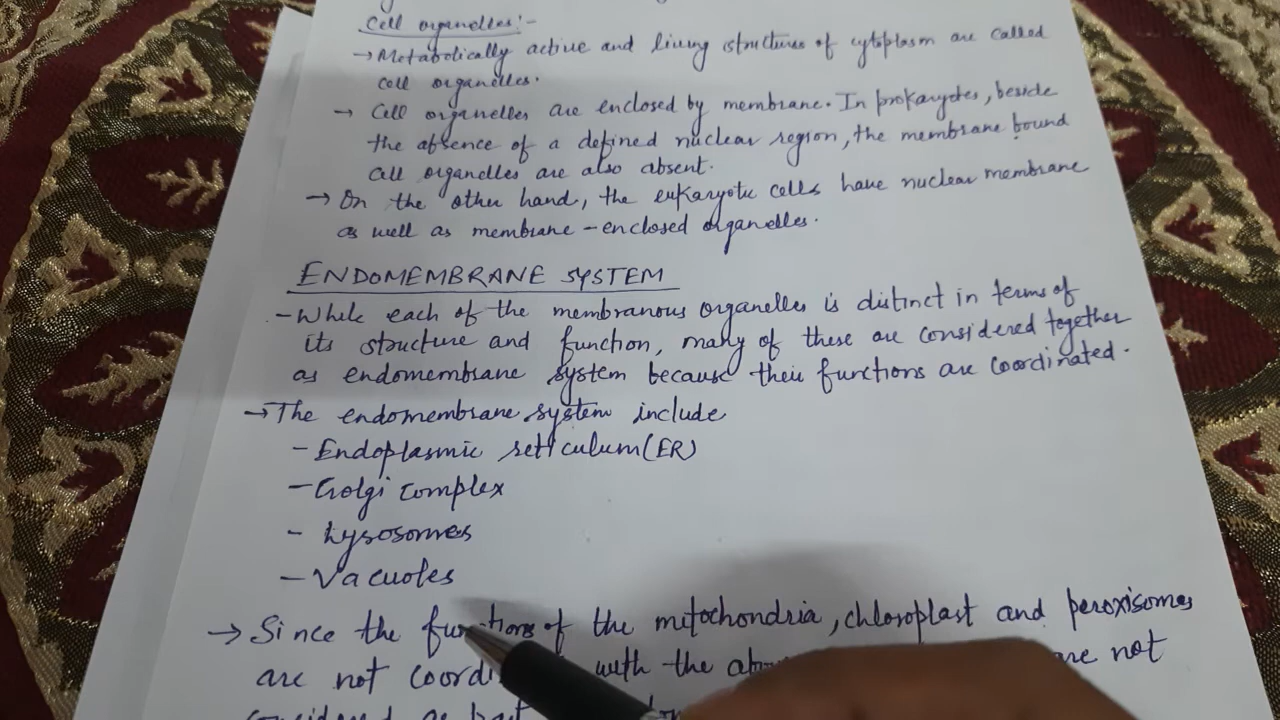 Cell organelles:-
→ Metabolically active and living structures of cytoplasm are called
cell organelles.
→ Cell organelles are enclosed by membrane. In prokaryotes, beside
the absence of a defined nuclear region, the membrane bound
cell organelles are also absent.
→ On the other hand, the eukaryotic cells have nuclear membrane
as well as membrane-enclosed organelles.
ENDOMEMBRANE SYSTEM
- While each of the membranous organelles is distinct in terms of
its structure and function, many of these are considered together
as endomembrane system because their functions are coordinated.
→ The endomembrane system include
- Endoplasmic reticulum (ER)
- Golgi complex
- Lysosomes
- Vacuoles
→ Since the functions of the mitochondria, chloroplast and peroxisomes
are not with the are not